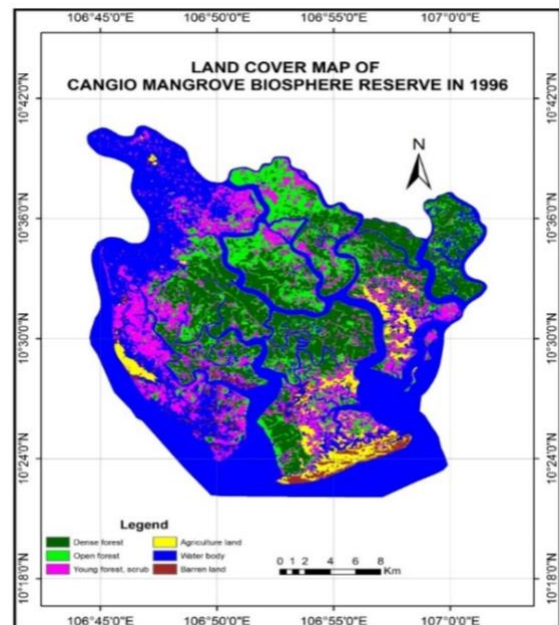 106°45'0"E 106°50'0"E 106°55'0"E 107°0'0"E
LAND COVER MAP OF
CANGIO MANGROVE BIOSPHERE RESERVE IN 1996
10°42'0"N 10°42'0"N
N
10°36'0"N 10°36'0"N
10°30'0"N 10°30'0"N
10°24'0"N 10°24'0"N
Legend
Dense forest Agriculture land
Open forest Water body
Young forest, scrub Barren land
0 1 2 4 6 8
Km
10°18'0"N 10°18'0"N
106°45'0"E 106°50'0"E 106°55'0"E 107°0'0"E